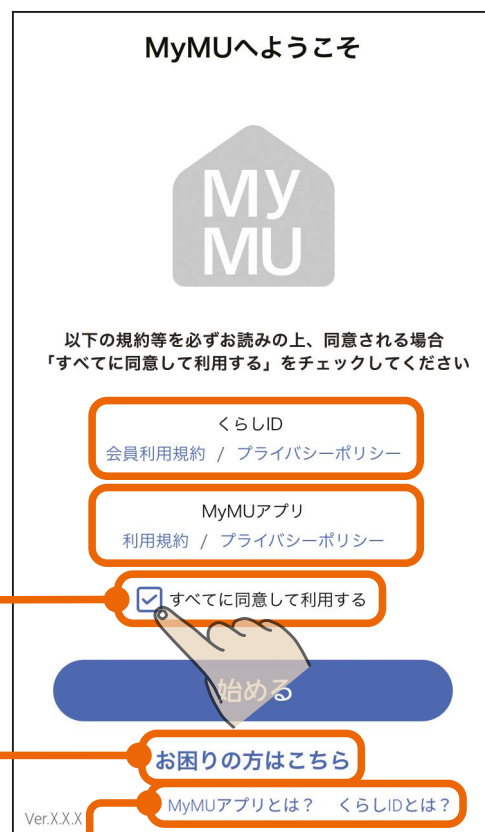 MyMUへようこそ
My
MU
以下の規約等を必ずお読みの上、同意される場合
「すべてに同意して利用する」をチェックしてください
くらしID
会員利用規約 / プライバシーポリシー
MyMUアプリ
利用規約 / プライバシーポリシー
すべてに同意して利用する
始める
お困りの方はこちら
MyMUアプリとは? くらしIDとは?
Ver.X.X.X